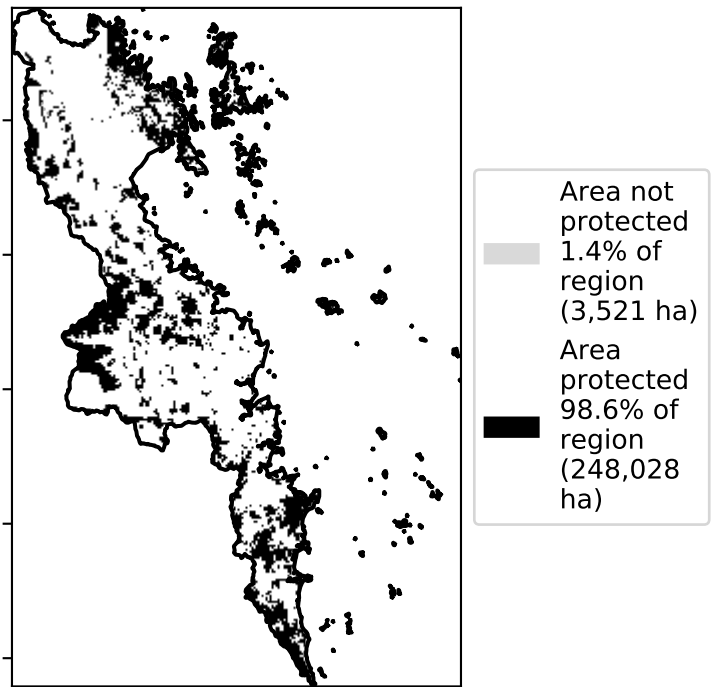 Area not
protected
1.4% of
region
(3,521 ha)
Area
protected
98.6% of
region
(248,028
ha)